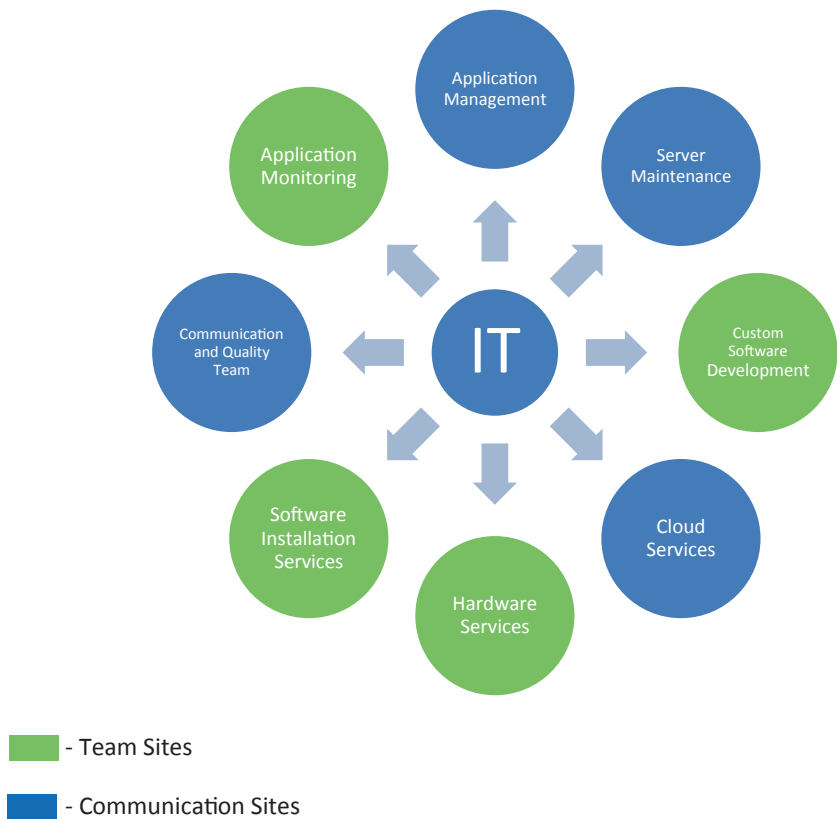 Application
Management
Server
Maintenance
Custom
Software
Development
Cloud
Services
Hardware
Services
Software
Installation
Services
Communication
and Quality
Team
Application
Monitoring
IT
- Team Sites
- Communication Sites